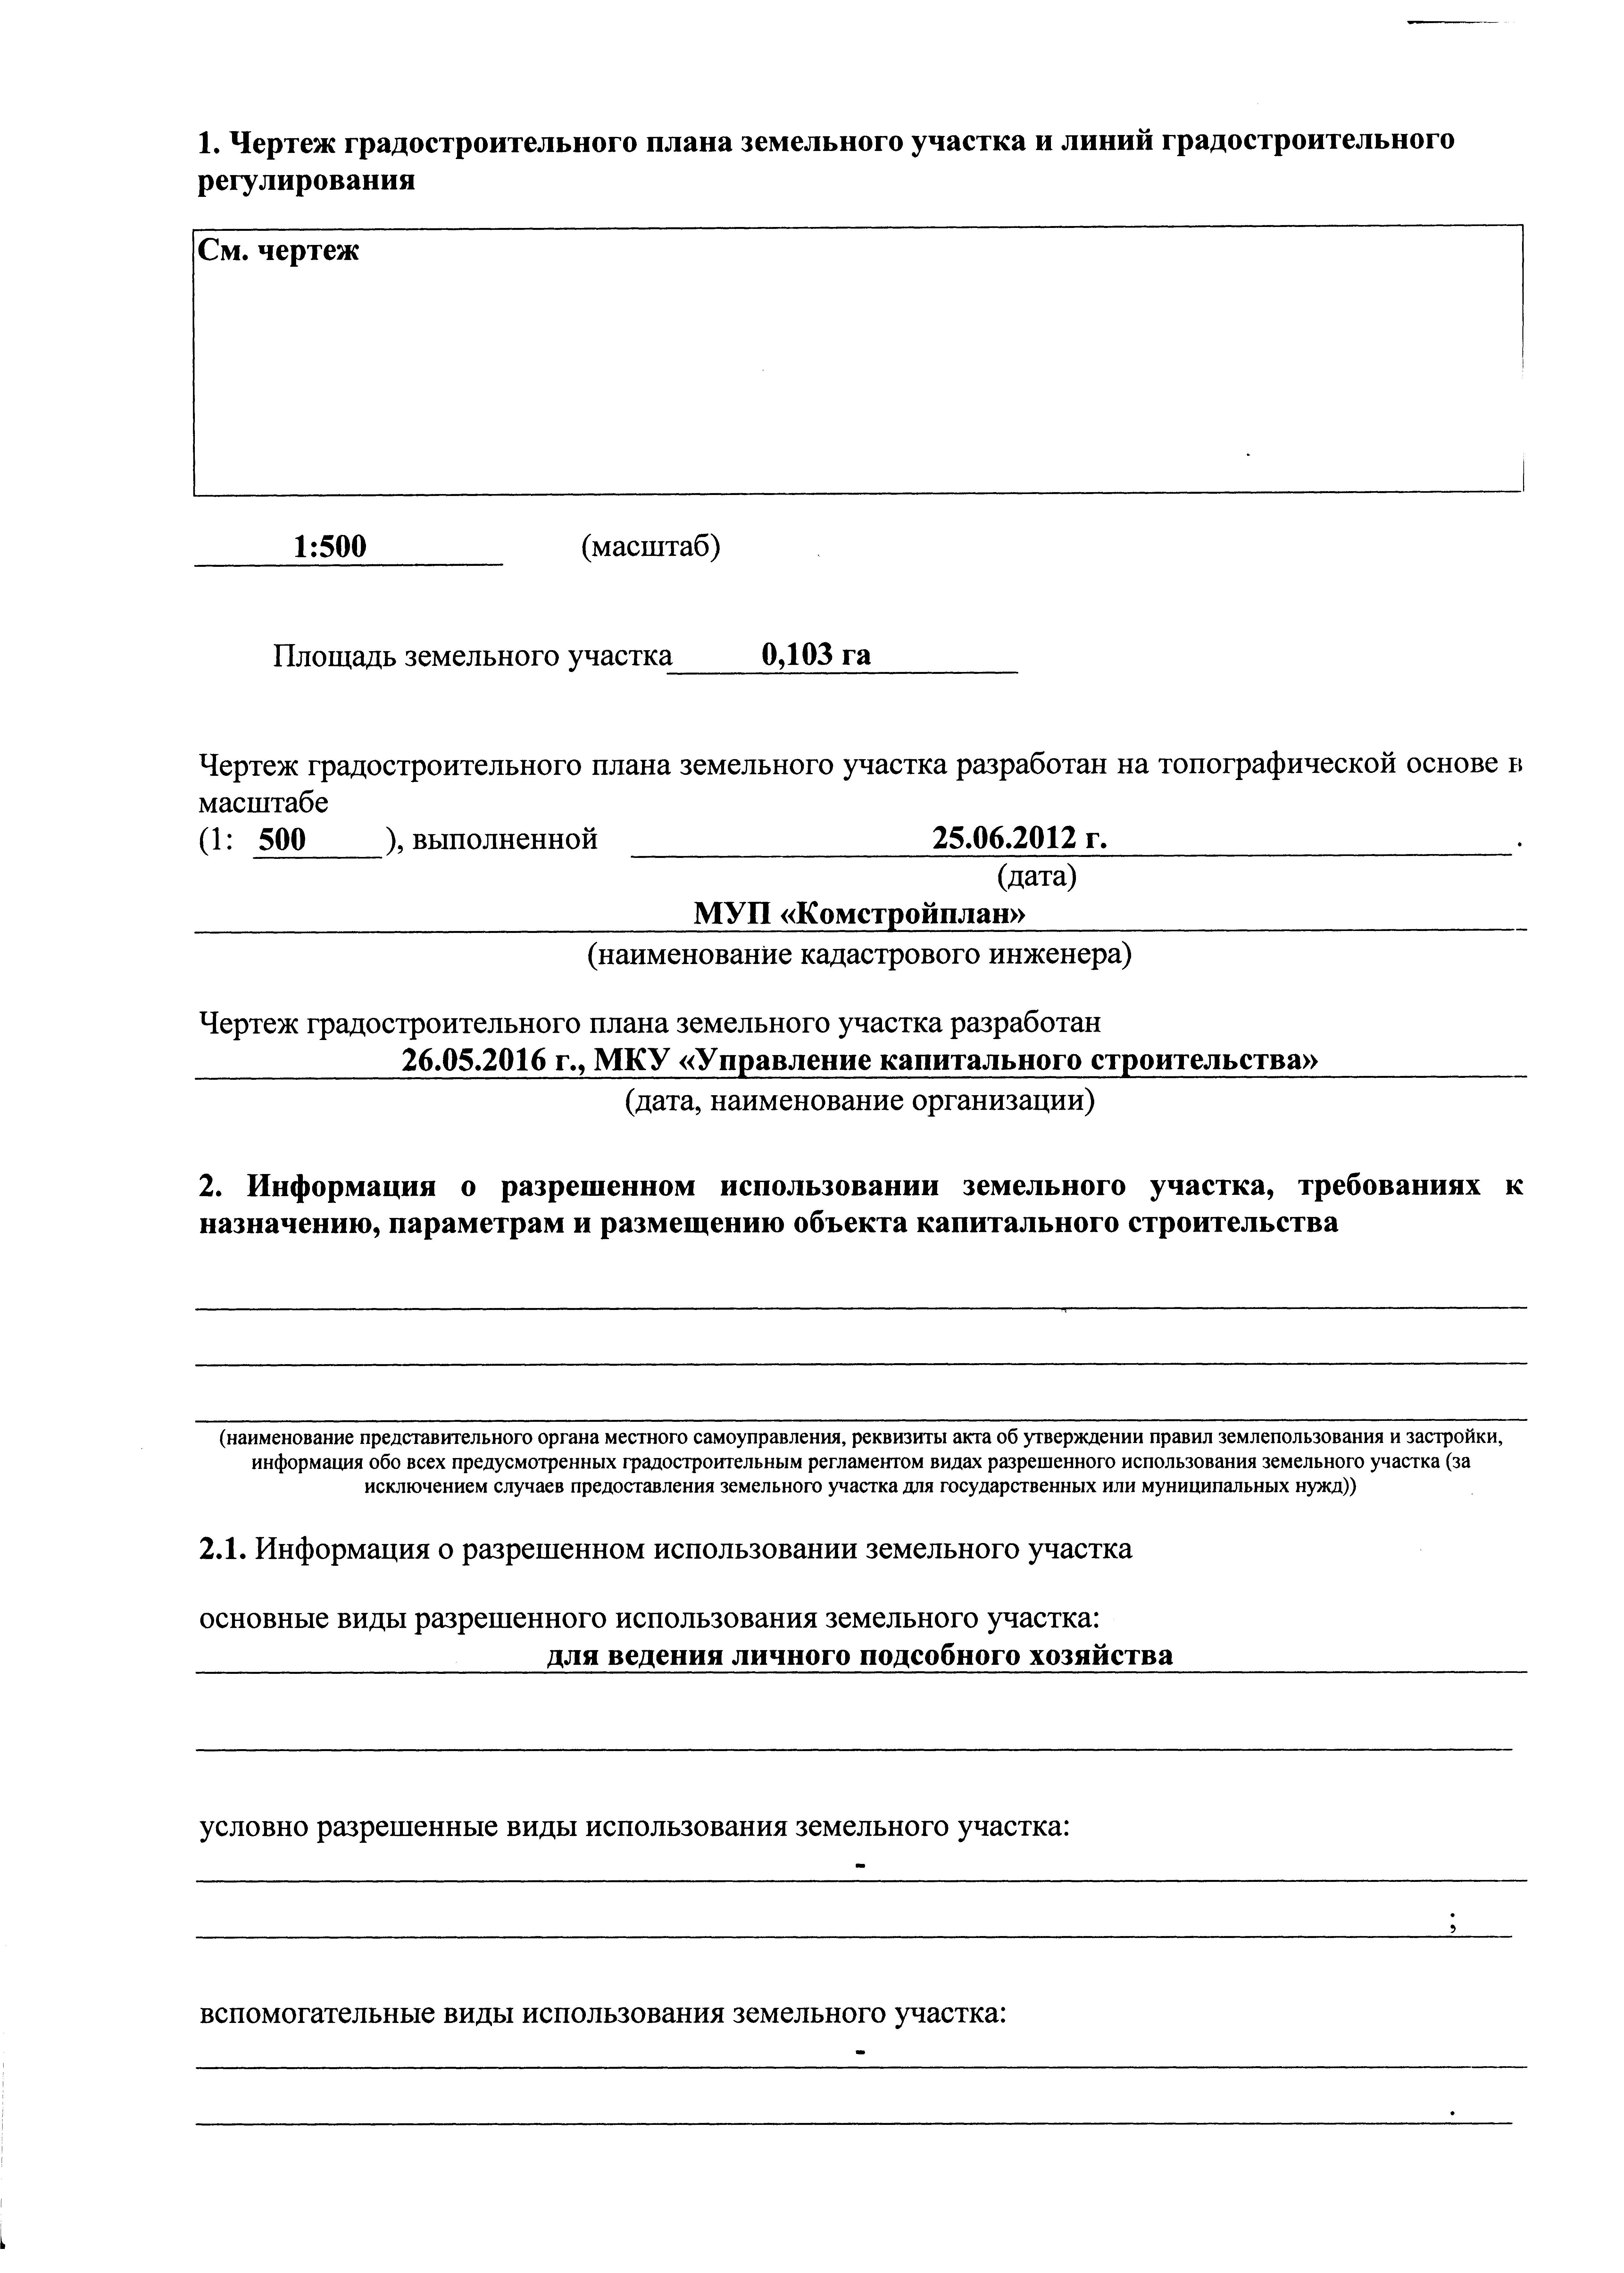 1. Чертеж градостроительного плана земельного участка и линий градостроительного
регулирования
См. чертеж
1:500 (масштаб)
Площадь земельного участка 0,103 га
Чертеж градостроительного плана земельного участка разработан на топографической основе в
масштабе
(1: 500 ), выполненной 25.06.2012 г. .
(дата)
МУП «Комстройплан»
(наименование кадастрового инженера)
Чертеж градостроительного плана земельного участка разработан
26.05.2016 г., МКУ «Управление капитального строительства»
(дата, наименование организации)
2. Информация о разрешенном использовании земельного участка, требованиях к
назначению, параметрам и размещению объекта капитального строительства
(наименование представительного органа местного самоуправления, реквизиты акта об утверждении правил землепользования и застройки,
информация обо всех предусмотренных градостроительным регламентом видах разрешенного использования земельного участка (за
исключением случаев предоставления земельного участка для государственных или муниципальных нужд))
2.1. Информация о разрешенном использовании земельного участка
основные виды разрешенного использования земельного участка:
для ведения личного подсобного хозяйства
условно разрешенные виды использования земельного участка:
-
;
вспомогательные виды использования земельного участка:
-
.